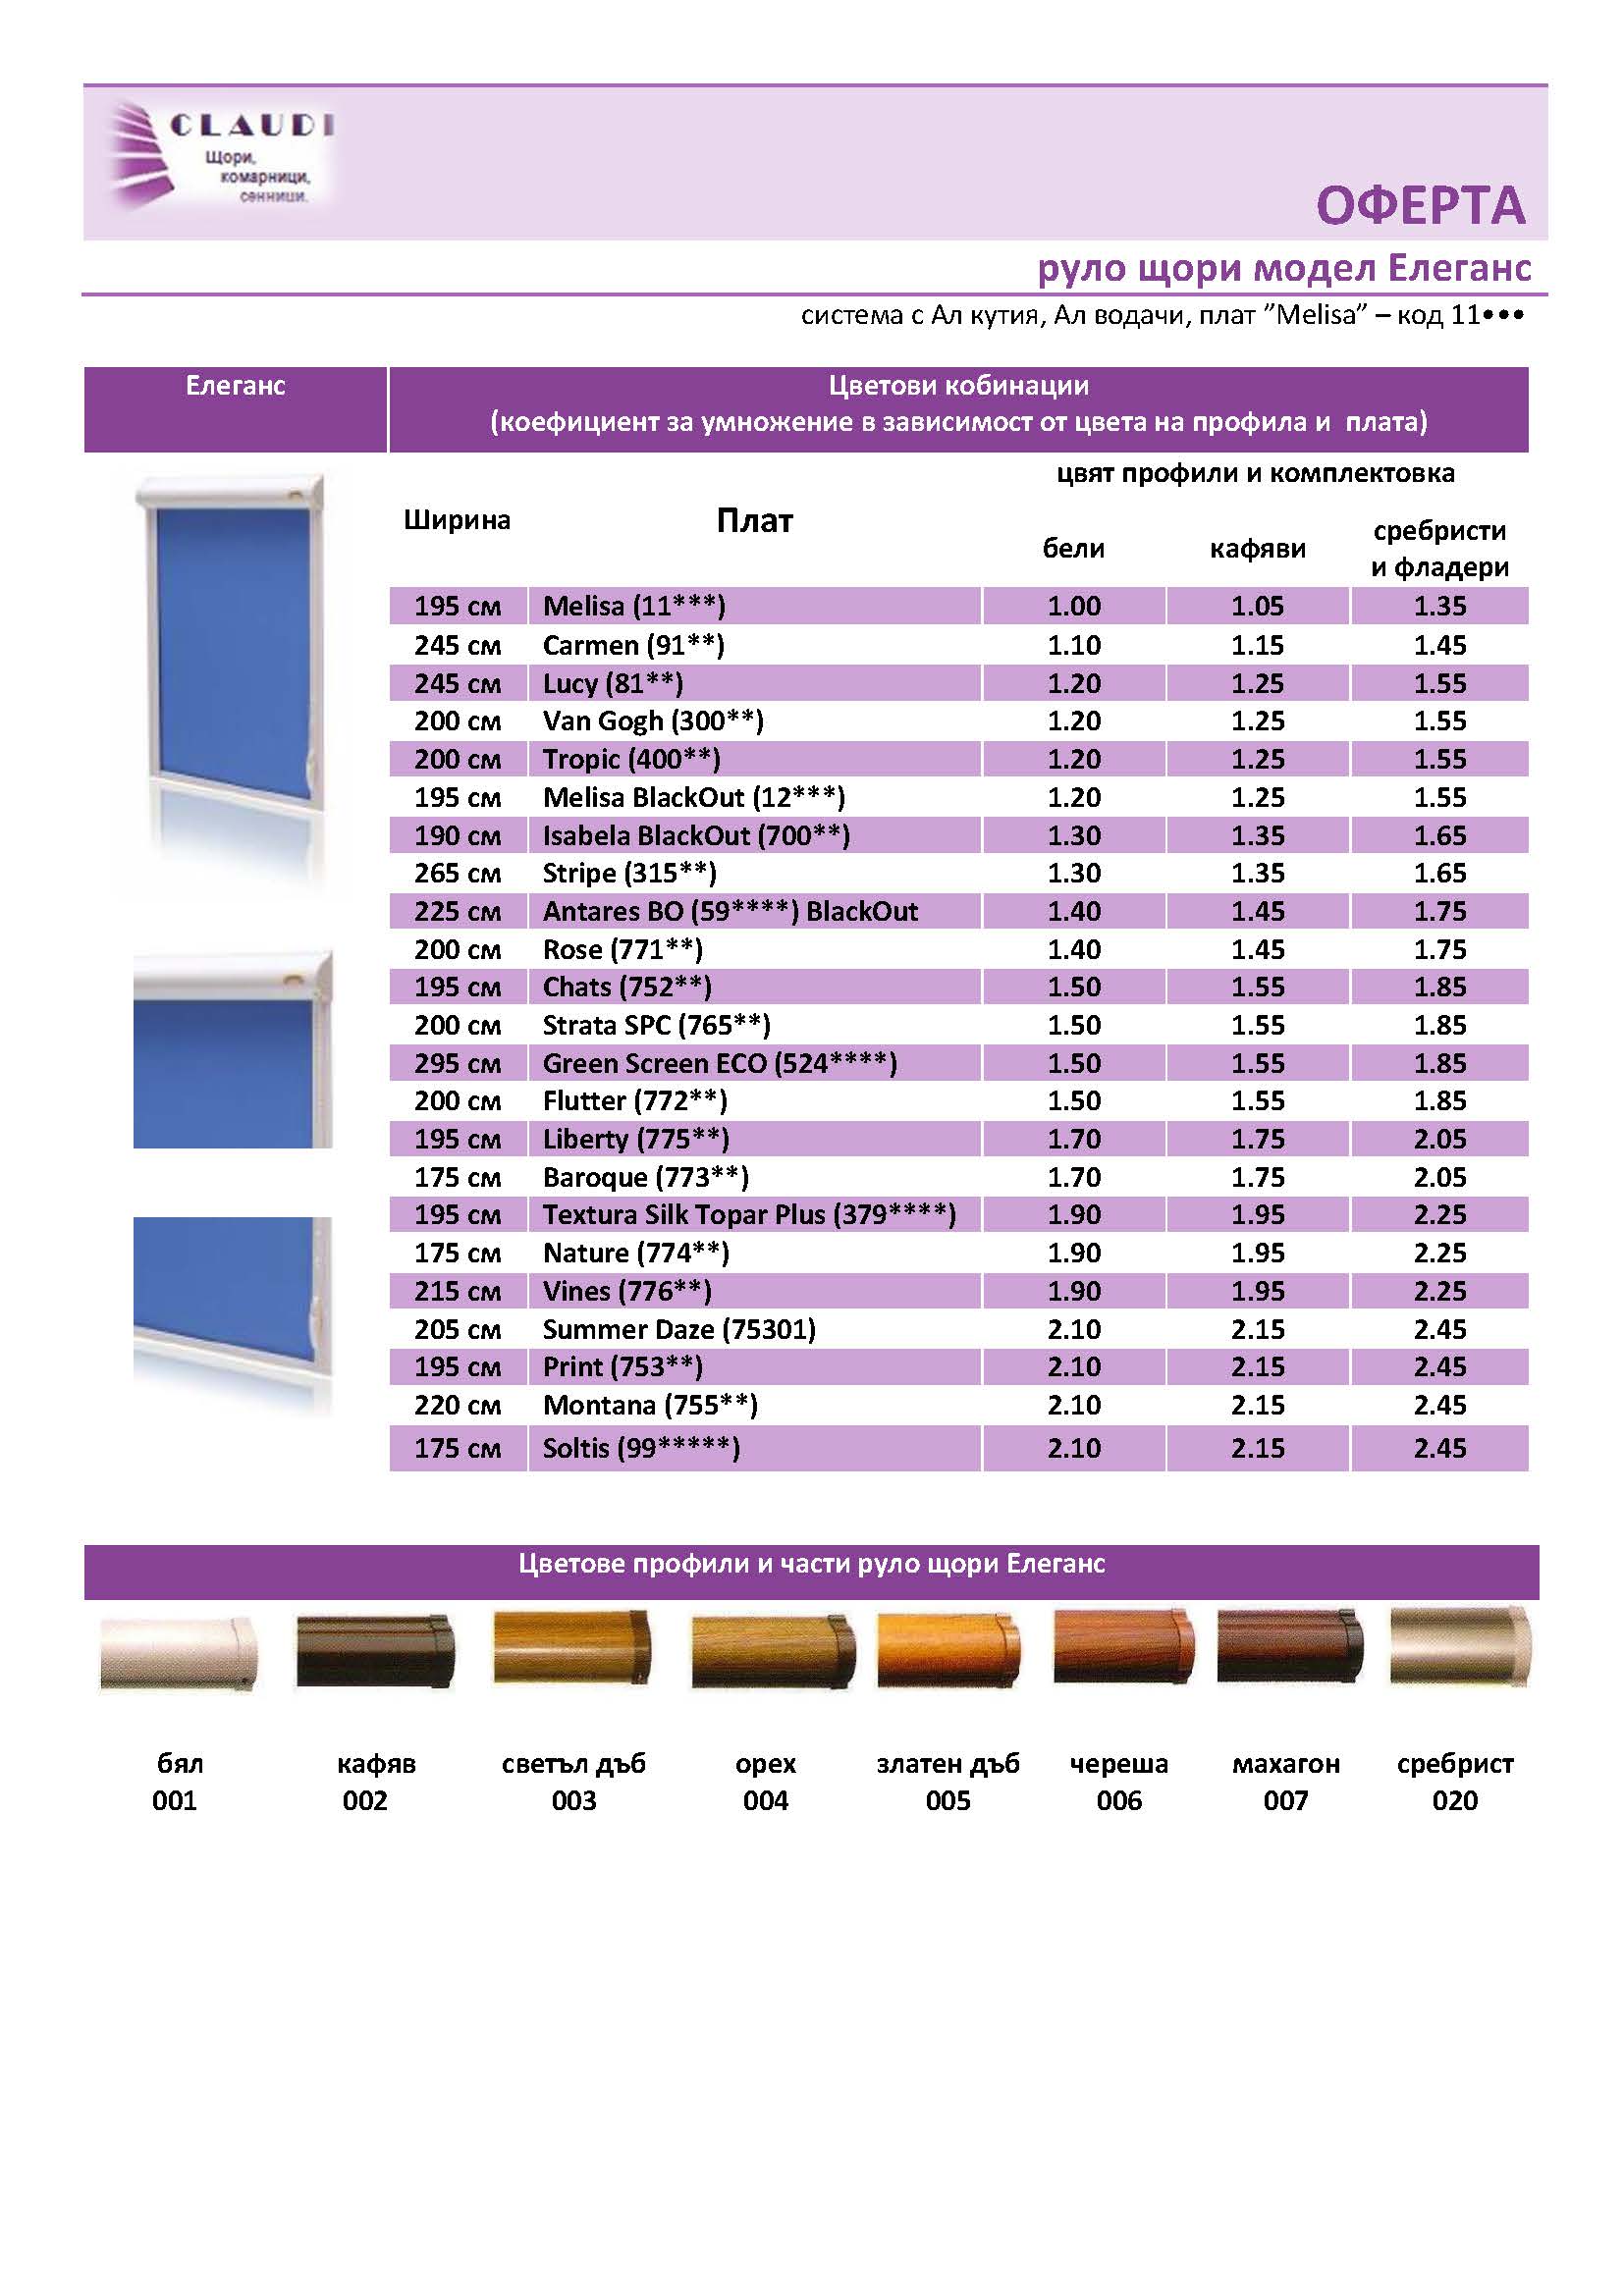 CLAUDI
Щори,
комарници,
сенници.
ОФЕРТА
руло щори модел Елеганс
система с Ал кутия, Ал водачи, плат ”Melisa” – код 11•••
Елеганс
Цветови кобинации
(коефициент за умножение в зависимост от цвета на профила и плата)
цвят профили и комплектовка
Ширина Плат бели кафяви сребристи и фладери
195 см Melisa (11***) 1.00 1.05 1.35
245 см Carmen (91**) 1.10 1.15 1.45
245 см Lucy (81**) 1.20 1.25 1.55
200 см Van Gogh (300**) 1.20 1.25 1.55
200 см Tropic (400**) 1.20 1.25 1.55
195 см Melisa BlackOut (12***) 1.20 1.25 1.55
190 см Isabela BlackOut (700**) 1.30 1.35 1.65
265 см Stripe (315**) 1.30 1.35 1.65
225 см Antares BO (59****) BlackOut 1.40 1.45 1.75
200 см Rose (771**) 1.40 1.45 1.75
195 см Chats (752**) 1.50 1.55 1.85
200 см Strata SPC (765**) 1.50 1.55 1.85
295 см Green Screen ECO (524****) 1.50 1.55 1.85
200 см Flutter (772**) 1.50 1.55 1.85
195 см Liberty (775**) 1.70 1.75 2.05
175 см Baroque (773**) 1.70 1.75 2.05
195 см Textura Silk Topar Plus (379****) 1.90 1.95 2.25
175 см Nature (774**) 1.90 1.95 2.25
215 см Vines (776**) 1.90 1.95 2.25
205 см Summer Daze (75301) 2.10 2.15 2.45
195 см Print (753**) 2.10 2.15 2.45
220 см Montana (755**) 2.10 2.15 2.45
175 см Soltis (99*****) 2.10 2.15 2.45
Цветове профили и части руло щори Елеганс
бял кафяв светъл дъб орех златен дъб череша махагон сребрист
001 002 003 004 005 006 007 020